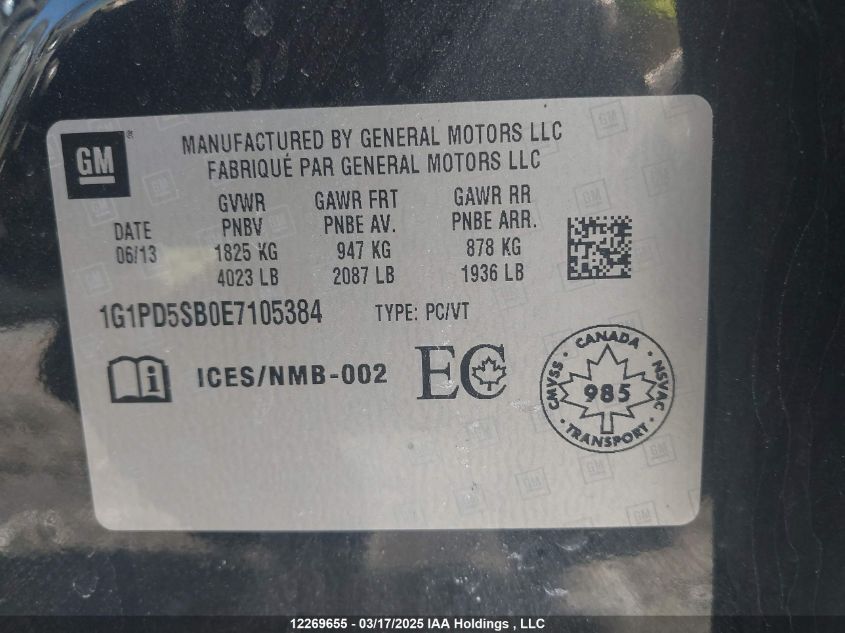 GM
MANUFACTURED BY GENERAL MOTORS LLC
FABRIQUÉ PAR GENERAL MOTORS LLC
GVWR GAWR FRT GAWR RR
DATE PNBV PNBE AV. PNBE ARR.
06/13 1825 KG 947 KG 878 KG
4023 LB 2087 LB 1936 LB
1G1PD5SB0E7105384 TYPE: PC/VT
i ICES/NMB-002 EC
CANADA
CMVSS 985 NSVAC
TRANSPORT
12269655 - 03/17/2025 IAA Holdings , LLC